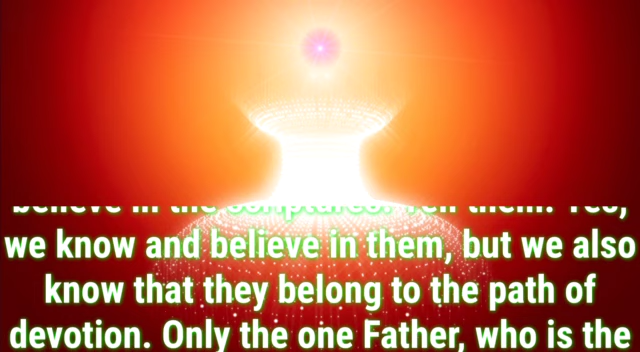 believe in the scriptures. Tell them: Yes,
we know and believe in them, but we also
know that they belong to the path of
devotion. Only the one Father, who is the